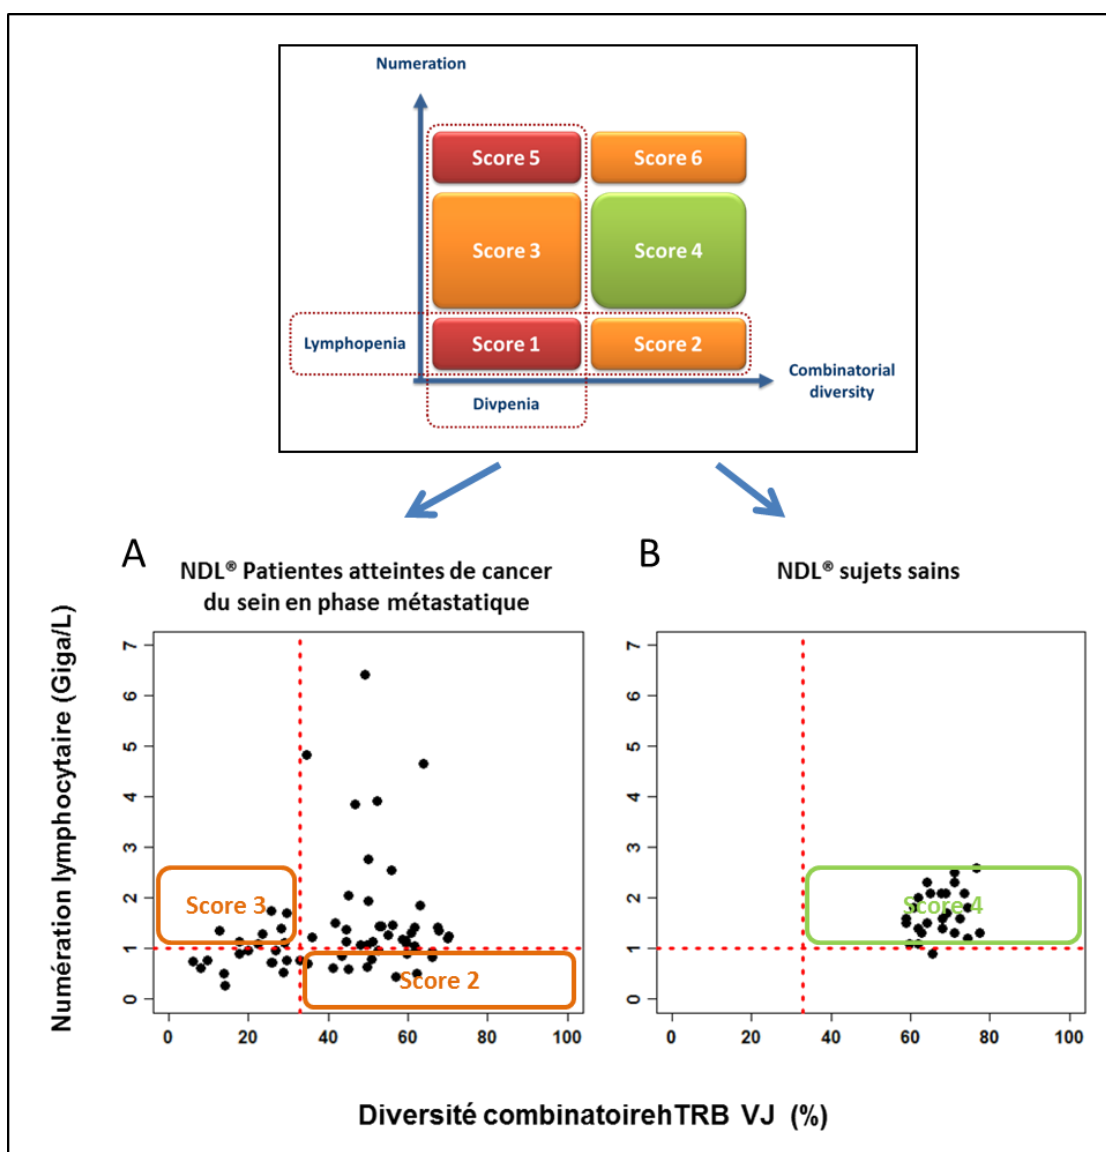 Numeration
Score 5
Score 6
Score 3
Score 4
Lymphopenia
Score 1
Score 2
Combinatorial
diversity
Divpenia
A
NDL® Patientes atteintes de cancer
du sein en phase métastatique
B
NDL® sujets sains
Numération lymphocytaire (Giga/L)
7
6
5
4
3
2
1
0
Score 3
Score 2
0
20
40
60
80
100
7
6
5
4
3
2
1
0
Score 4
0
20
40
60
80
100
Diversité combinatoirehTRB VJ (%)